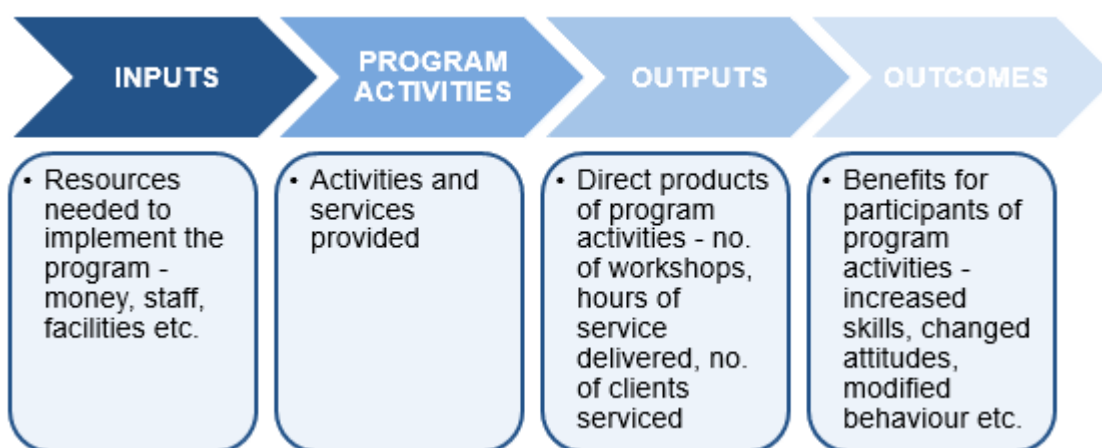 INPUTS
PROGRAM
ACTIVITIES
OUTPUTS
OUTCOMES
• Resources
needed to
implement the
program -
money, staff,
facilities etc.
• Activities and
services
provided
• Direct products
of program
activities - no.
of workshops,
hours of
service
delivered, no.
of clients
serviced
• Benefits for
participants of
program
activities -
increased
skills, changed
attitudes,
modified
behaviour etc.